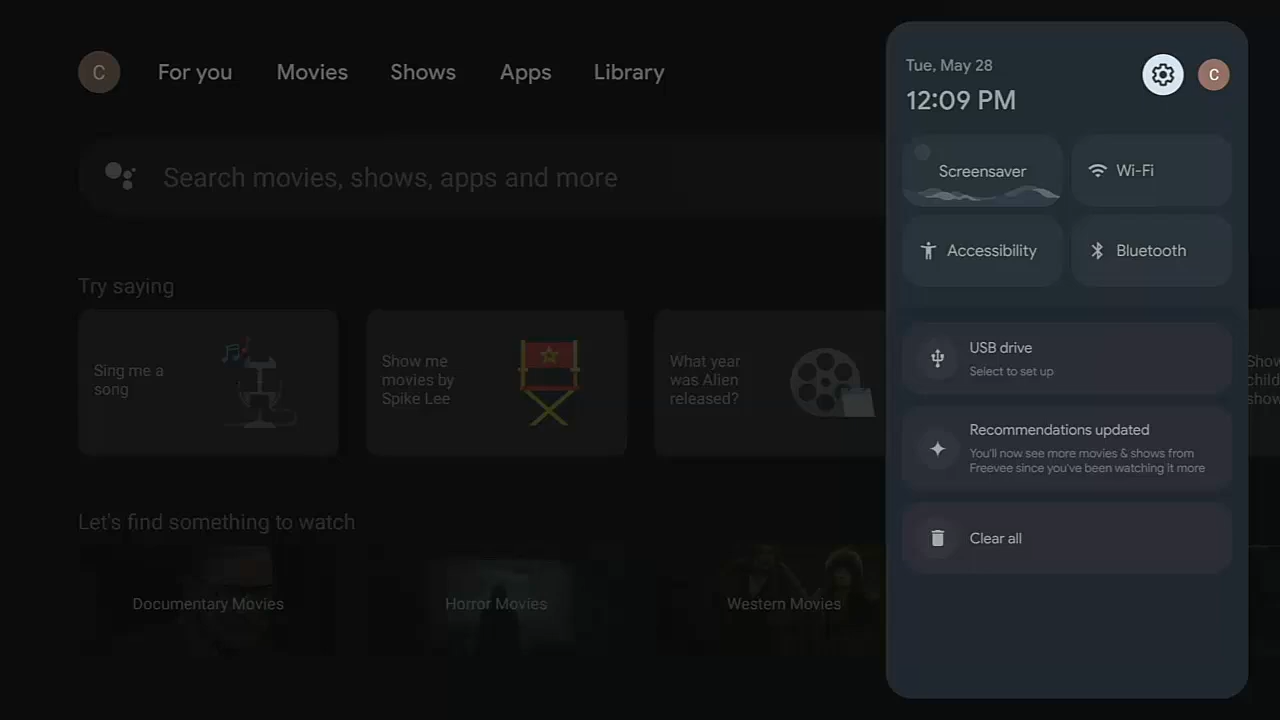 C
For you
Movies
Shows
Apps
Library
Search movies, shows, apps and more
Try saying
Sing me a
song
Show me
movies by
Spike Lee
What year
was Alien
released?
Show me
show
Let's find something to watch
Documentary Movies
Horror Movies
Western Movies
Tue, May 28
12:09 PM
C
Screensaver
Wi-Fi
Accessibility
Bluetooth
USB drive
Select to set up
Recommendations updated
You'll now see more movies & shows from
Freevee since you've been watching it more
Clear all